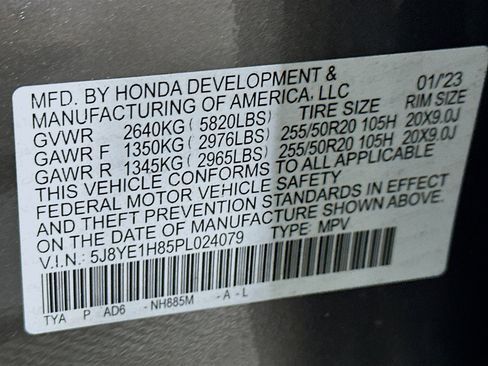 MFD. BY HONDA DEVELOPMENT &
MANUFACTURING OF AMERICA, LLC 01/'23
GVWR 2640KG ( 5820LBS) TIRE SIZE RIM SIZE
GAWR F 1350KG ( 2976LBS) 255/50R20 105H 20X9.0J
GAWR R 1345KG ( 2965LBS) 255/50R20 105H 20X9.0J
THIS VEHICLE CONFORMS TO ALL APPLICABLE
FEDERAL MOTOR VEHICLE SAFETY
AND THEFT PREVENTION STANDARDS IN EFFECT
ON THE DATE OF MANUFACTURE SHOWN ABOVE.
V.I.N.: 5J8YE1H85PL024079 TYPE: MPV
TYA P AD6 - NH885M - A - L